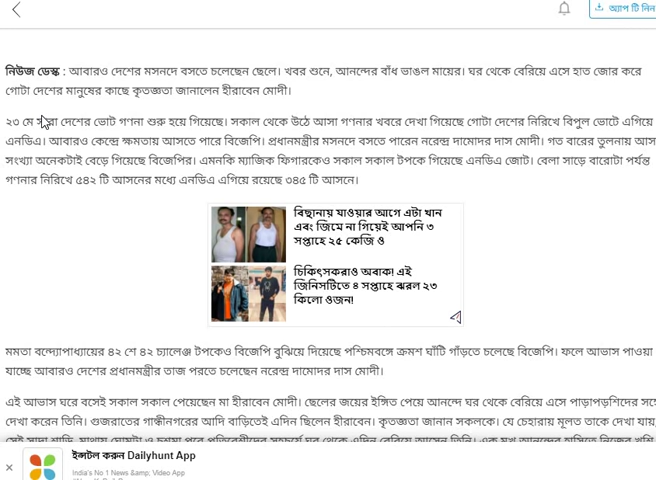 অ্যাপ টি নিন
নিউজ ডেস্ক : আবারও দেশের মসনদে বসতে চলেছেন ছেলে। খবর শুনে, আনন্দের বাঁধ ভাঙল মায়ের। ঘর থেকে বেরিয়ে এসে হাত জোর করে
গোটা দেশের মানুষের কাছে কৃতজ্ঞতা জানালেন হীরাবেন মোদী।
২৩ মে সারা দেশের ভোট গণনা শুরু হয়ে গিয়েছে। সকাল থেকে উঠে আসা গণনার খবরে দেখা গিয়েছে গোটা দেশের নিরিখে বিপুল ভোটে এগিয়ে
এনডিএ। আবারও কেন্দ্রে ক্ষমতায় আসতে পারে বিজেপি। প্রধানমন্ত্রীর মসনদে বসতে পারেন নরেন্দ্র দামোদর দাস মোদী। গত বারের তুলনায় আস
সংখ্যা অনেকটাই বেড়ে গিয়েছে বিজেপির। এমনকি ম্যাজিক ফিগারকেও সকাল সকাল টপকে গিয়েছে এনডিএ জোট। বেলা সাড়ে বারোটা পর্যন্ত
গণনার নিরিখে ৫৪২ টি আসনের মধ্যে এনডিএ এগিয়ে রয়েছে ৩৪৫ টি আসনে।
বিছানায় যাওয়ার আগে এটা খান
এবং জিমে না গিয়েই আপনি ৩
সপ্তাহে ২৫ কেজি ও
চিকিৎসকরাও অবাক! এই
জিনিসটিতে ৪ সপ্তাহে ঝরল ২৩
কিলো ওজন!
মমতা বন্দ্যোপাধ্যায়ের ৪২ শে ৪২ চ্যালেঞ্জ টপকেও বিজেপি বুঝিয়ে দিয়েছে পশ্চিমবঙ্গে ক্রমশ ঘাঁটি গাঁড়তে চলেছে বিজেপি। ফলে আভাস পাওয়া
যাচ্ছে আবারও দেশের প্রধানমন্ত্রীর তাজ পরতে চলেছেন নরেন্দ্র দামোদর দাস মোদী।
এই আভাস ঘরে বসেই সকাল সকাল পেয়েছেন মা হীরাবেন মোদী। ছেলের জয়ের ইঙ্গিত পেয়ে আনন্দে ঘর থেকে বেরিয়ে এসে পাড়াপড়শিদের সঙ্গে
দেখা করেন তিনি। গুজরাতের গান্ধীনগরের আদি বাড়িতেই এদিন ছিলেন হীরাবেন। কৃতজ্ঞতা জানান সকলকে। যে চেহারায় মূলত তাকে দেখা যায়,
ইন্সটল করুন Dailyhunt App
India's No 1 News &amp; Video App